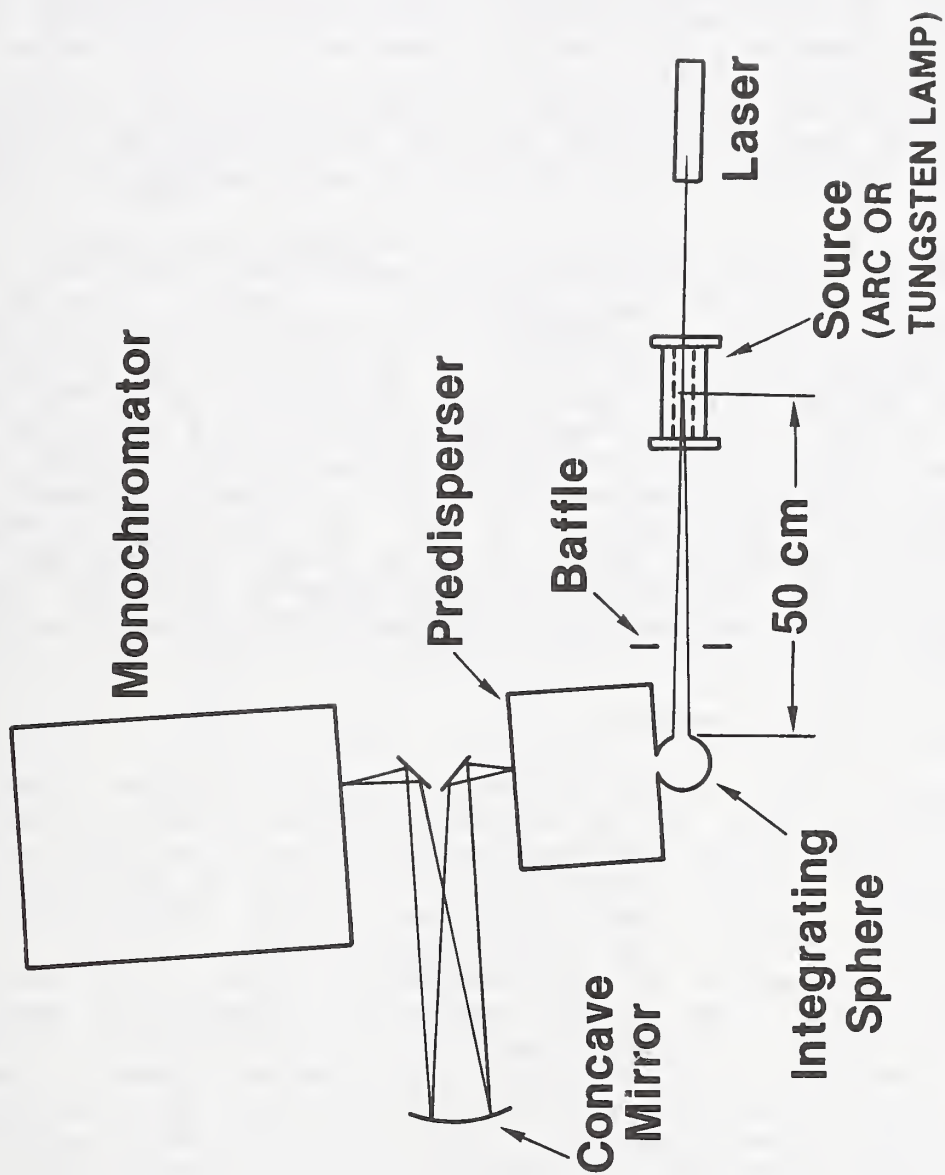 Monochromator
Predisperser
Baffle
Laser
Source
(ARC OR
TUNGSTEN LAMP)
50 cm
Concave
Mirror
Integrating
Sphere